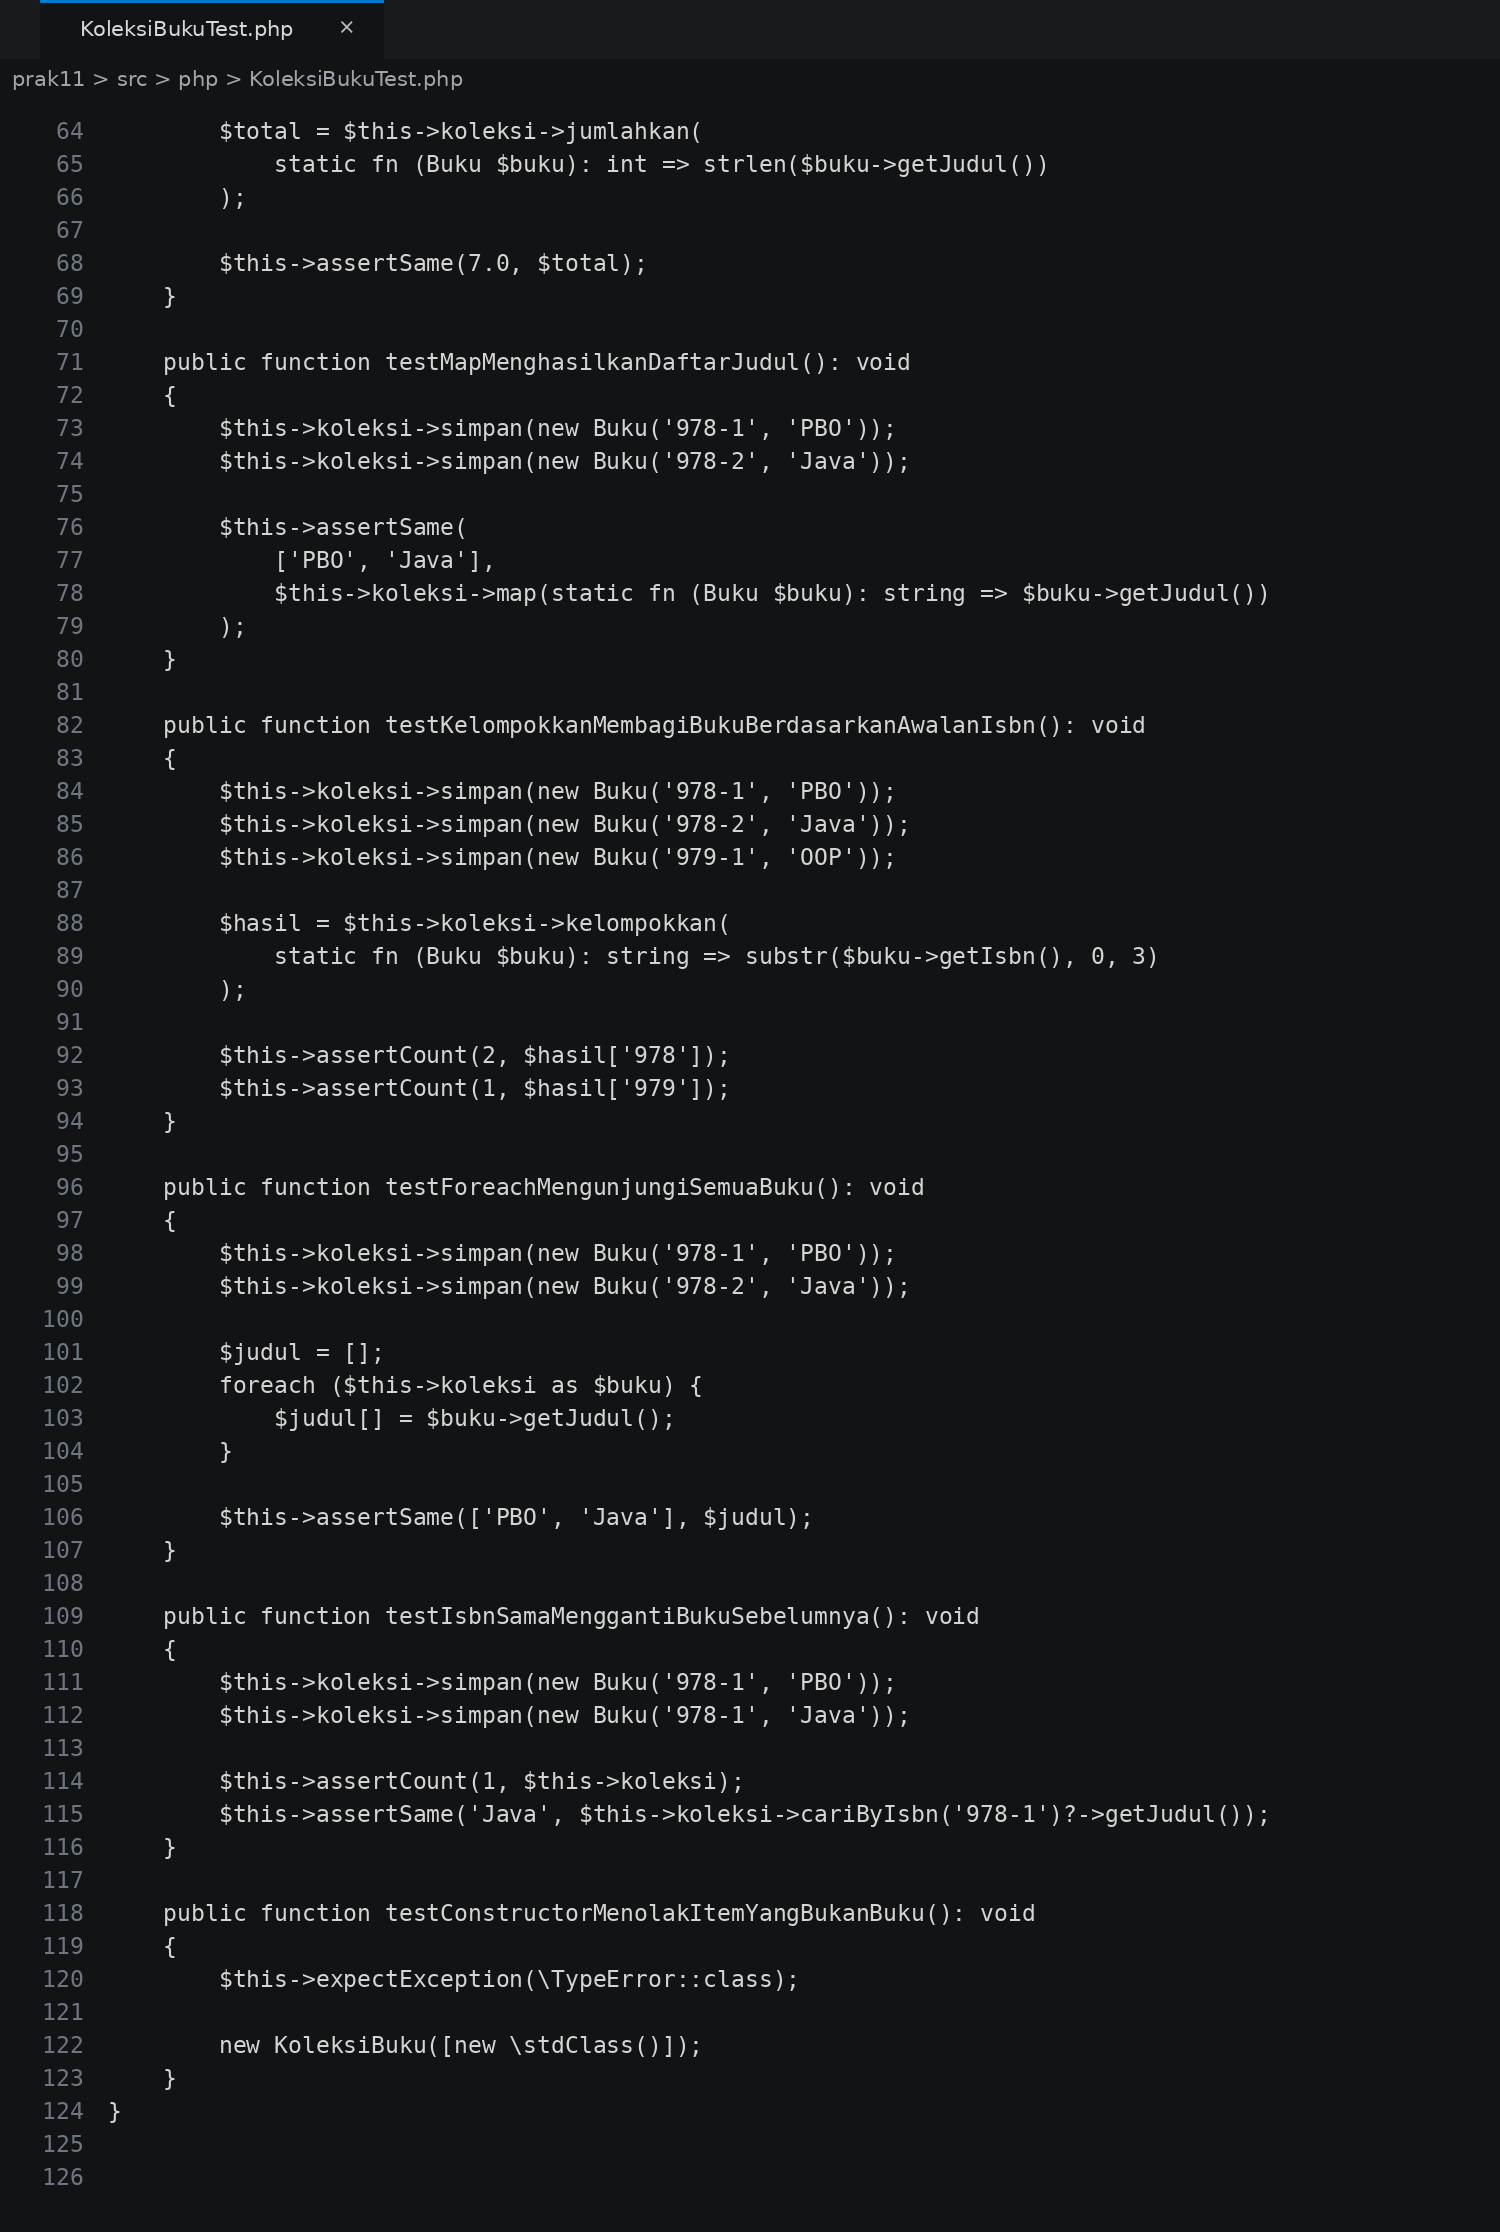 KoleksiBukuTest.php ×
prak11 > src > php > KoleksiBukuTest.php
64         $total = $this->koleksi->jumlahkan(
65             static fn (Buku $buku): int => strlen($buku->getJudul())
66         );
67
68         $this->assertSame(7.0, $total);
69     }
70
71     public function testMapMenghasilkanDaftarJudul(): void
72     {
73         $this->koleksi->simpan(new Buku('978-1', 'PBO'));
74         $this->koleksi->simpan(new Buku('978-2', 'Java'));
75
76         $this->assertSame(
77             ['PBO', 'Java'],
78             $this->koleksi->map(static fn (Buku $buku): string => $buku->getJudul())
79         );
80     }
81
82     public function testKelompokkanMembagiBukuBerdasarkanAwalanIsbn(): void
83     {
84         $this->koleksi->simpan(new Buku('978-1', 'PBO'));
85         $this->koleksi->simpan(new Buku('978-2', 'Java'));
86         $this->koleksi->simpan(new Buku('979-1', 'OOP'));
87
88         $hasil = $this->koleksi->kelompokkan(
89             static fn (Buku $buku): string => substr($buku->getIsbn(), 0, 3)
90         );
91
92         $this->assertCount(2, $hasil['978']);
93         $this->assertCount(1, $hasil['979']);
94     }
95
96     public function testForeachMengunjungiSemuaBuku(): void
97     {
98         $this->koleksi->simpan(new Buku('978-1', 'PBO'));
99         $this->koleksi->simpan(new Buku('978-2', 'Java'));
100
101         $judul = [];
102         foreach ($this->koleksi as $buku) {
103             $judul[] = $buku->getJudul();
104         }
105
106         $this->assertSame(['PBO', 'Java'], $judul);
107     }
108
109     public function testIsbnSamaMenggantiBukuSebelumnya(): void
110     {
111         $this->koleksi->simpan(new Buku('978-1', 'PBO'));
112         $this->koleksi->simpan(new Buku('978-1', 'Java'));
113
114         $this->assertCount(1, $this->koleksi);
115         $this->assertSame('Java', $this->koleksi->cariByIsbn('978-1')?->getJudul());
116     }
117
118     public function testConstructorMenolakItemYangBukanBuku(): void
119     {
120         $this->expectException(\TypeError::class);
121
122         new KoleksiBuku([new \stdClass()]);
123     }
124 }
125
126